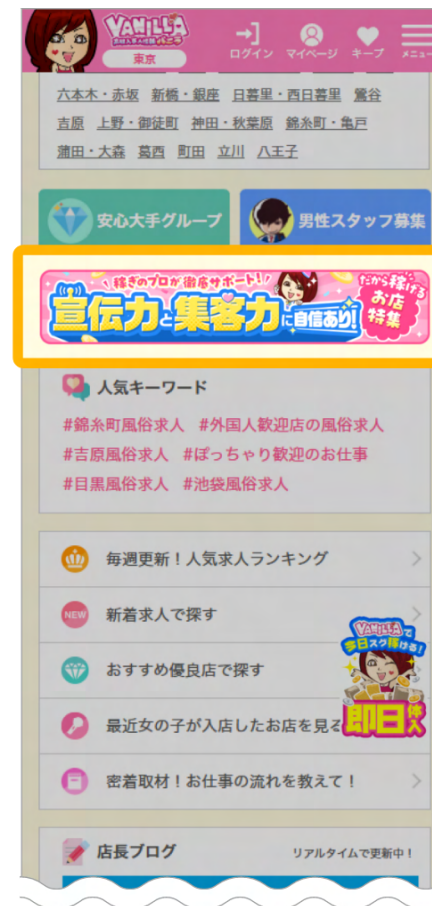 VANILLA
高収入求人情報 バニラ
東京
ログイン マイページ キープ メニュー
六本木・赤坂 新橋・銀座 日暮里・西日暮里 鶯谷
吉原 上野・御徒町 神田・秋葉原 錦糸町・亀戸
蒲田・大森 葛西 町田 立川 八王子
安心大手グループ 男性スタッフ募集
稼ぎのプロが徹底サポート!
宣伝力と集客力に自信あり!
だから稼げる
お店
特集
人気キーワード
#錦糸町風俗求人 #外国人歓迎店の風俗求人
#吉原風俗求人 #ぽっちゃり歓迎のお仕事
#目黒風俗求人 #池袋風俗求人
毎週更新！人気求人ランキング
NEW 新着求人で探す
おすすめ優良店で探す
最近女の子が入店したお店を見る
密着取材！お仕事の流れを教えて！
VANILLAで
今日スグ稼げる!
即日体入
店長ブログ リアルタイムで更新中！